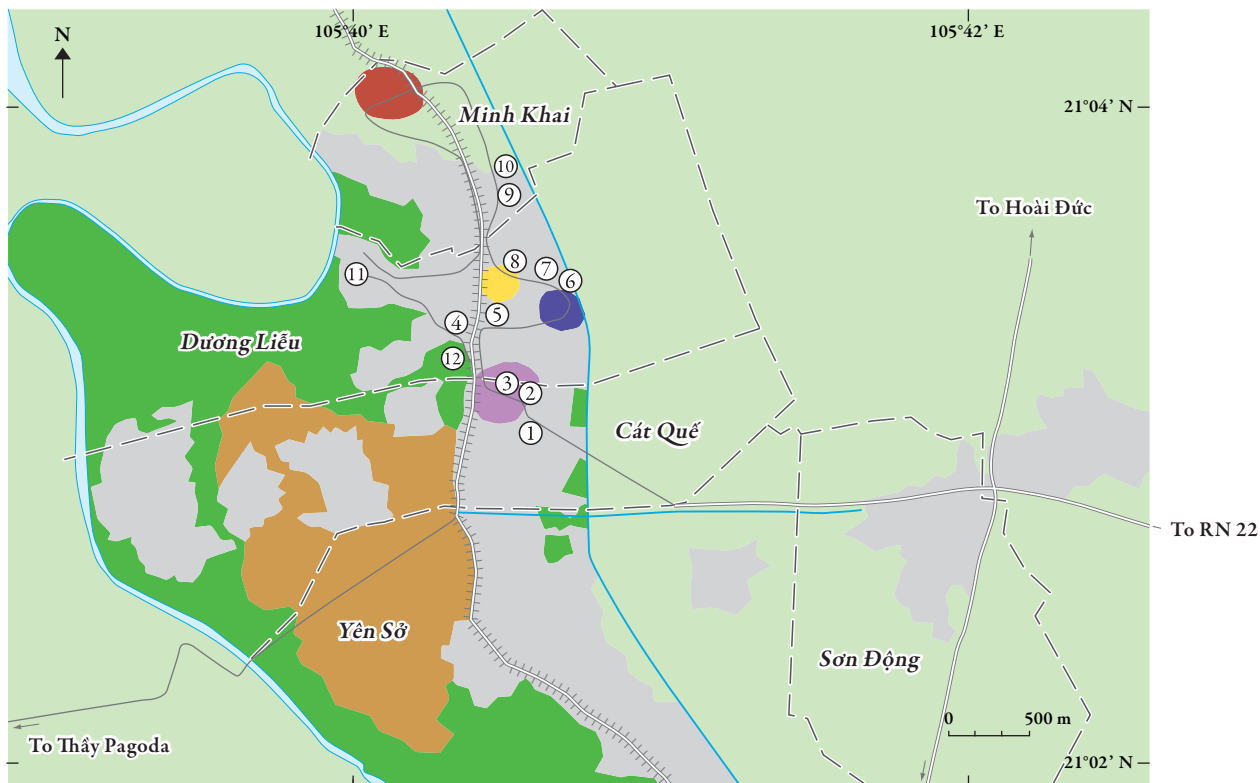 105°40’ E
105°42’ E
N
21°04’ N
Minh Khai
10
9
To Hoài Đức
8
7
6
11
5
4
Dương Liễu
12
3
2
1
Cát Quế
To RN 22
Yên Sở
Sơn Động
0 500 m
To Thầy Pagoda
21°02’ N